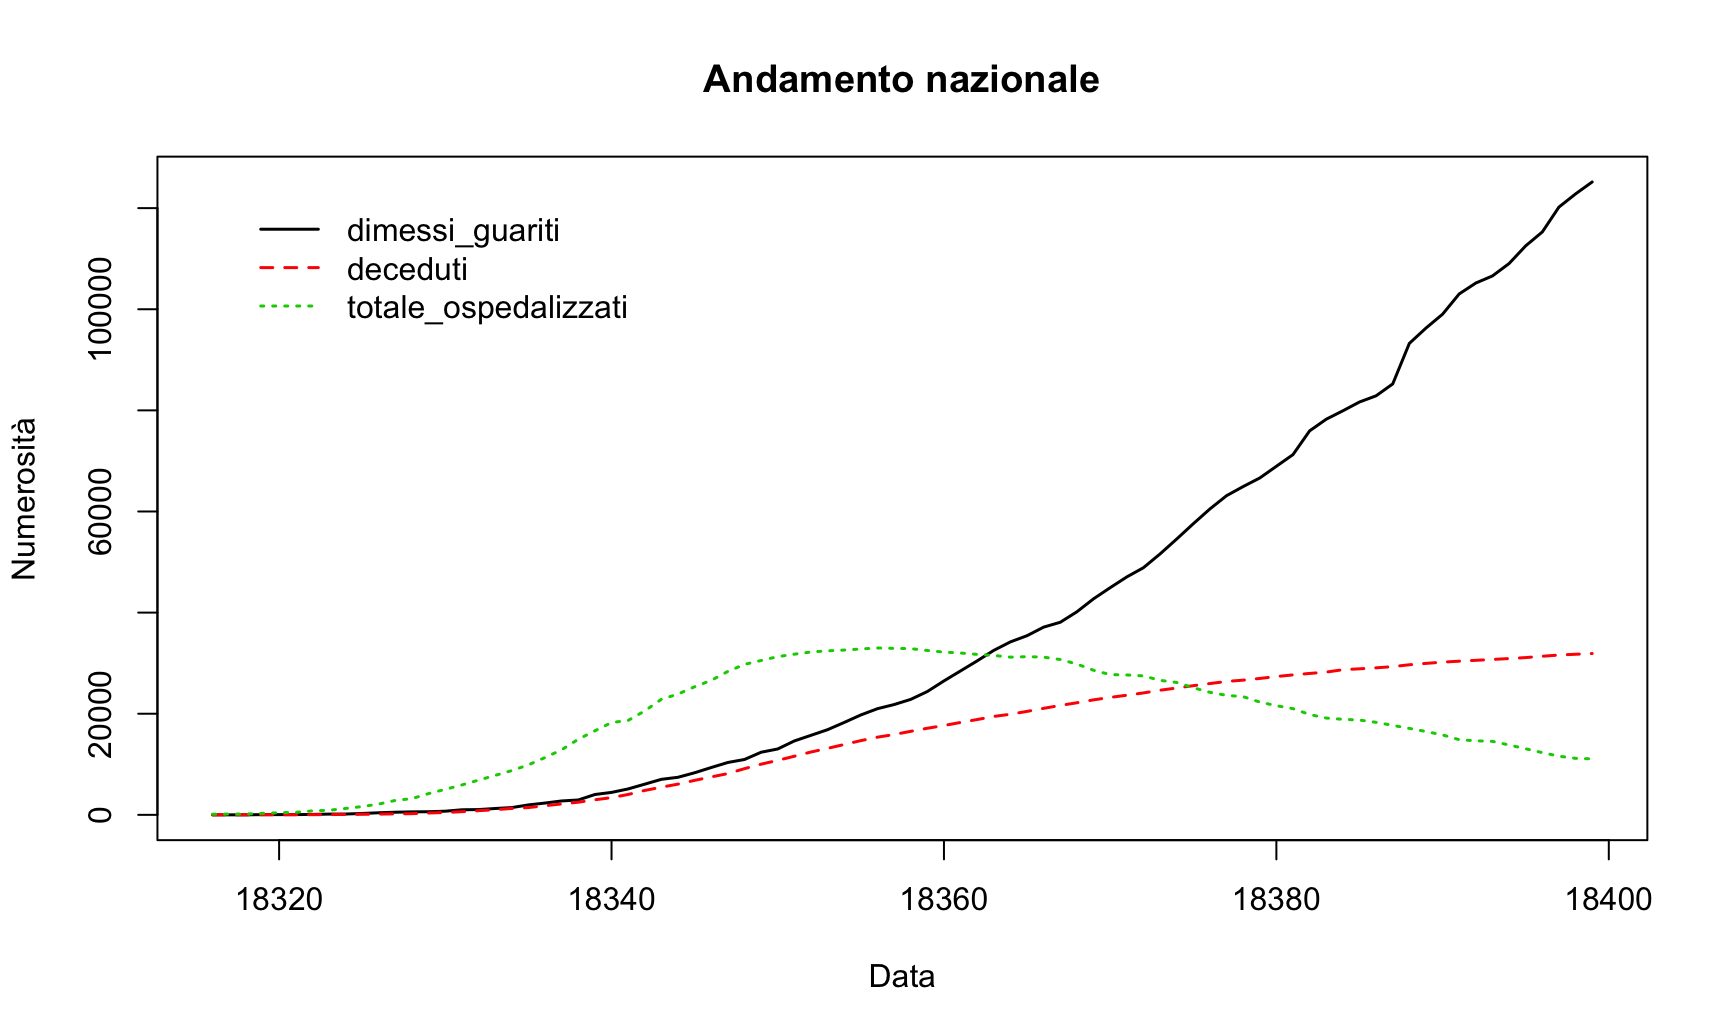 Andamento nazionale
dimessi_guariti
deceduti
totale_ospedalizzati
Numerosità
100000
60000
20000
0
18320 18340 18360 18380 18400
Data